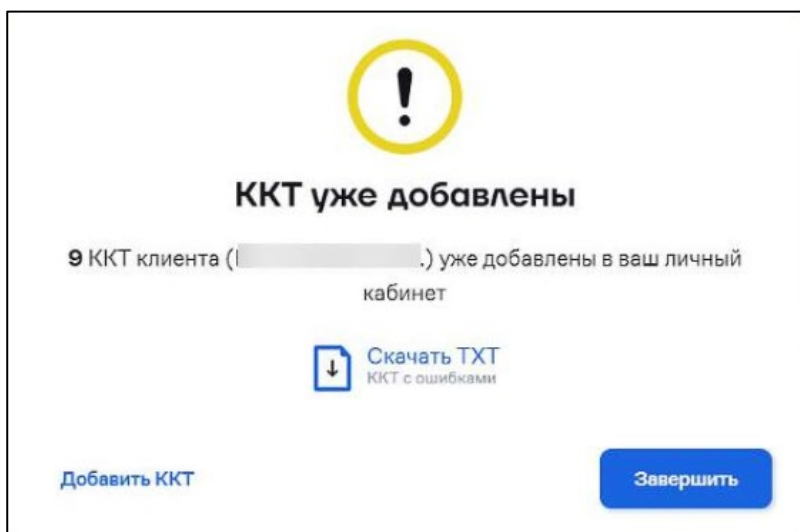 ККТ уже добавлены
9 ККТ клиента ( .) уже добавлены в ваш личный
кабинет
Скачать TXT
ККТ с ошибками
Добавить ККТ
Завершить